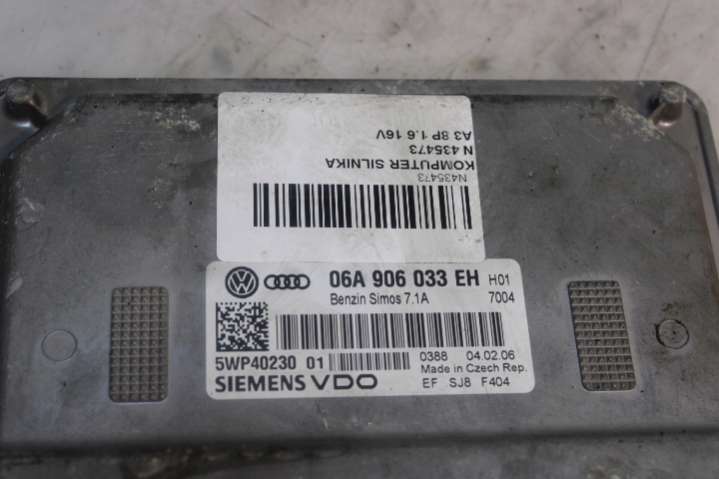 A3 8P 1.6 16V
N 435473
KOMPUTER SILNIKA
N435473
06A 906 033 EH H01
Benzin Simos 7.1A 7004
5WP40230 01 0388 04.02.06
SIEMENS VDO Made in Czech Rep.
EF SJ8 F404